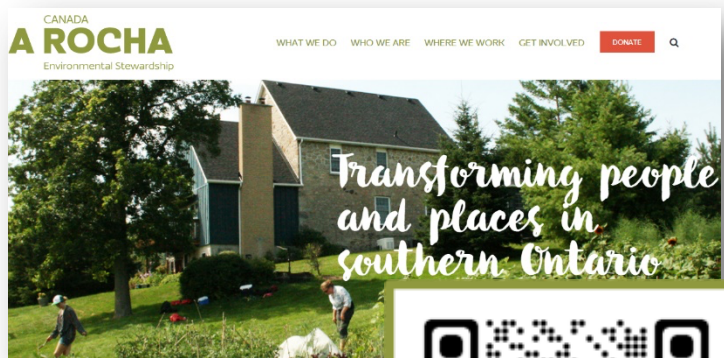 CANADA
A ROCHA
Environmental Stewardship
WHAT WE DO WHO WE ARE WHERE WE WORK GET INVOLVED DONATE
Transforming people
and places in
southern Ontario